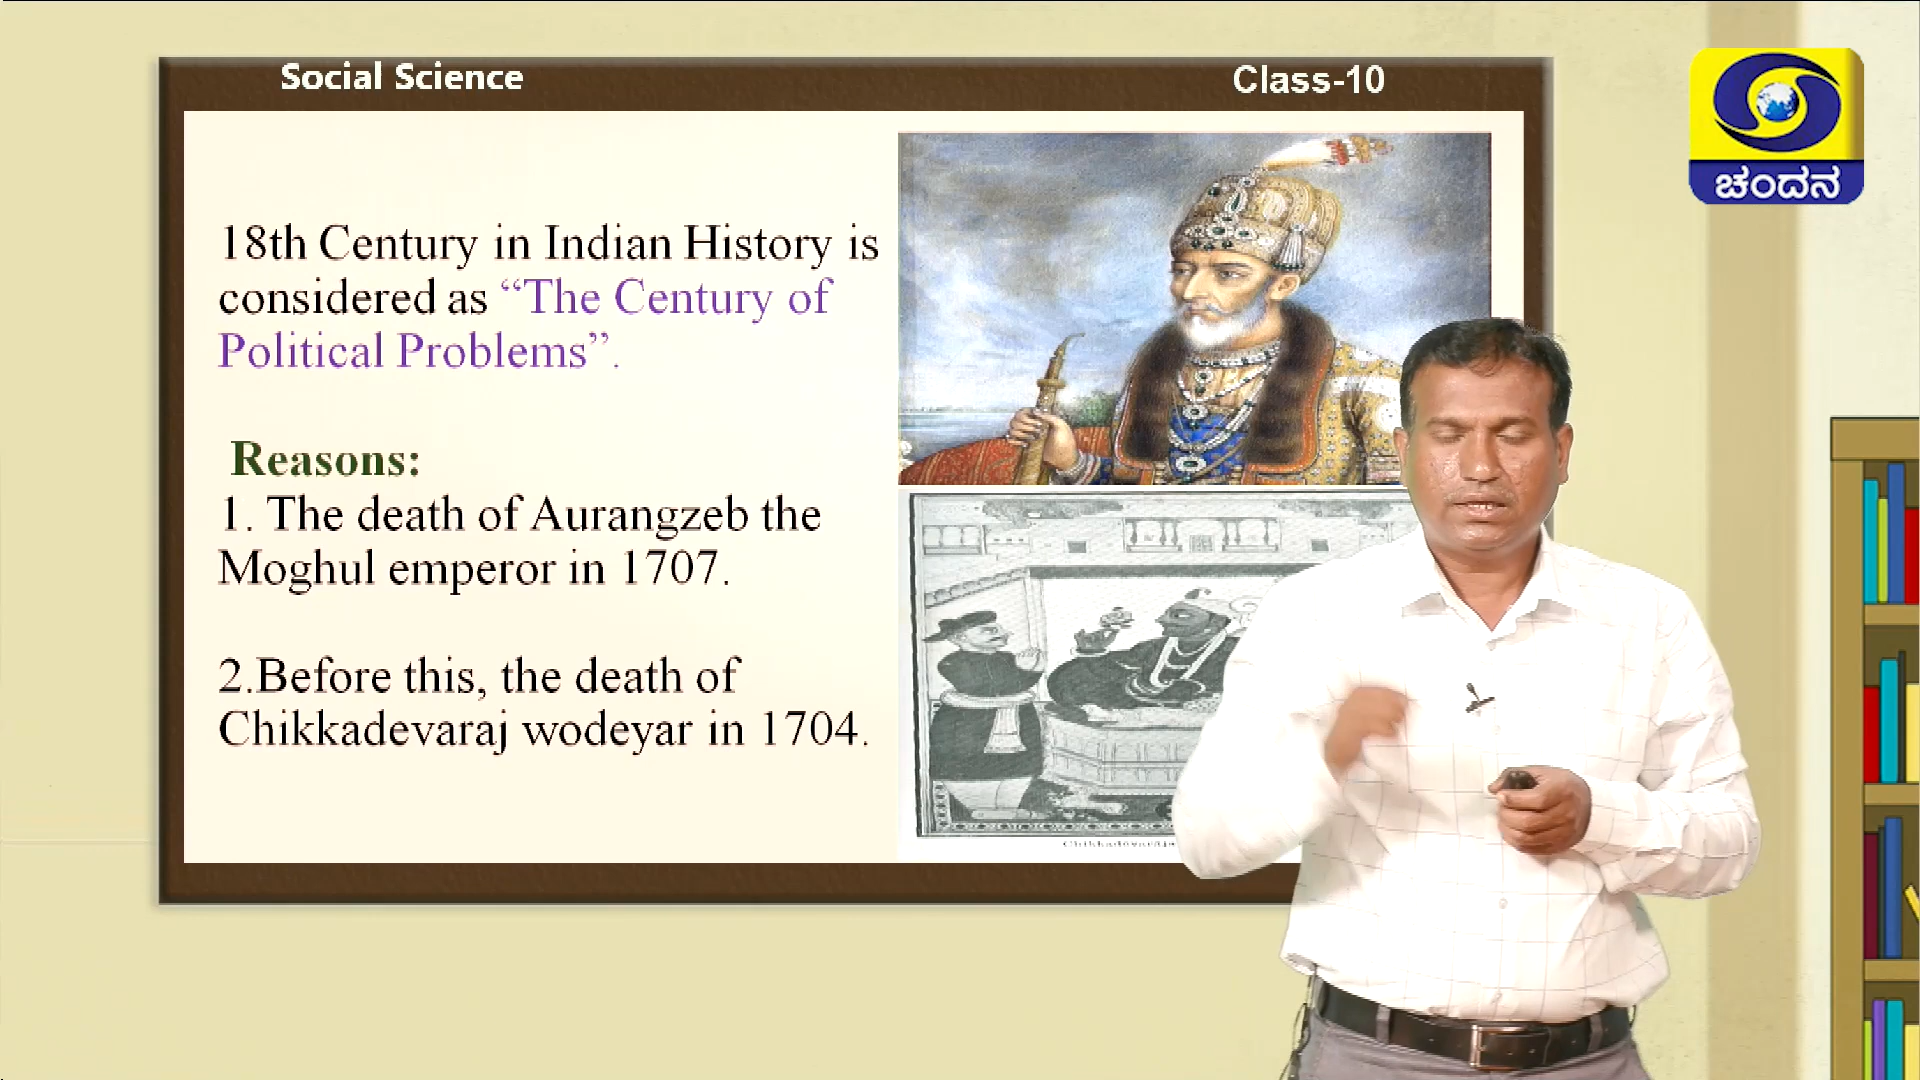 Social Science
Class-10
ಚಂದನ
18th Century in Indian History is
considered as “The Century of
Political Problems”.
Reasons:
1. The death of Aurangzeb the
Moghul emperor in 1707.
2.Before this, the death of
Chikkadevaraj wodeyar in 1704.